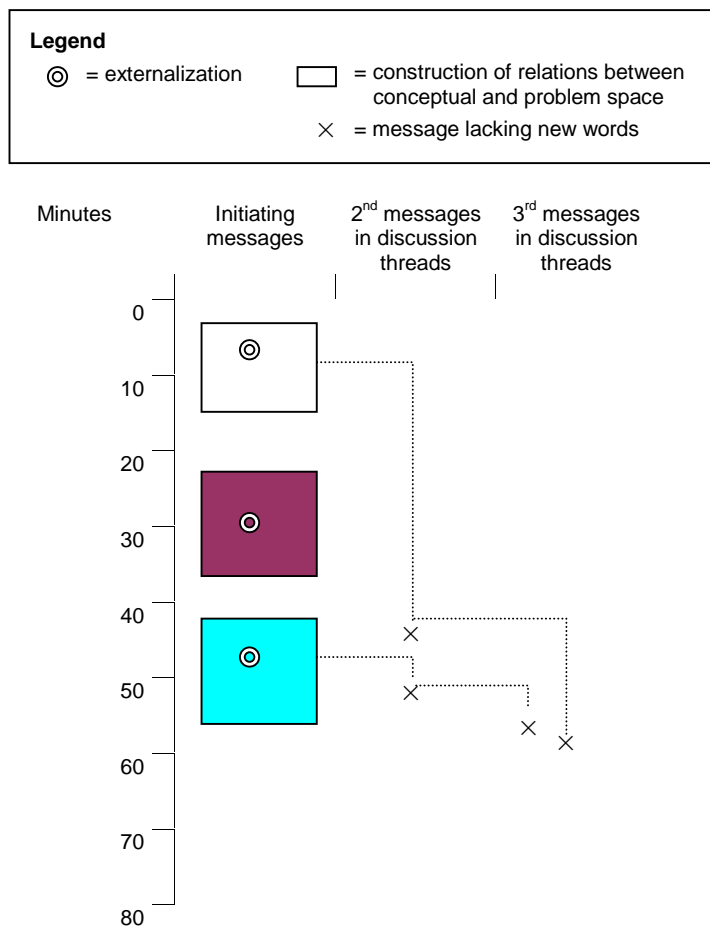 Legend
= externalization
= construction of relations between
conceptual and problem space
= message lacking new words
Minutes
Initiating
messages
2nd messages
in discussion
threads
3rd messages
in discussion
threads
0
10
20
30
40
50
60
70
80